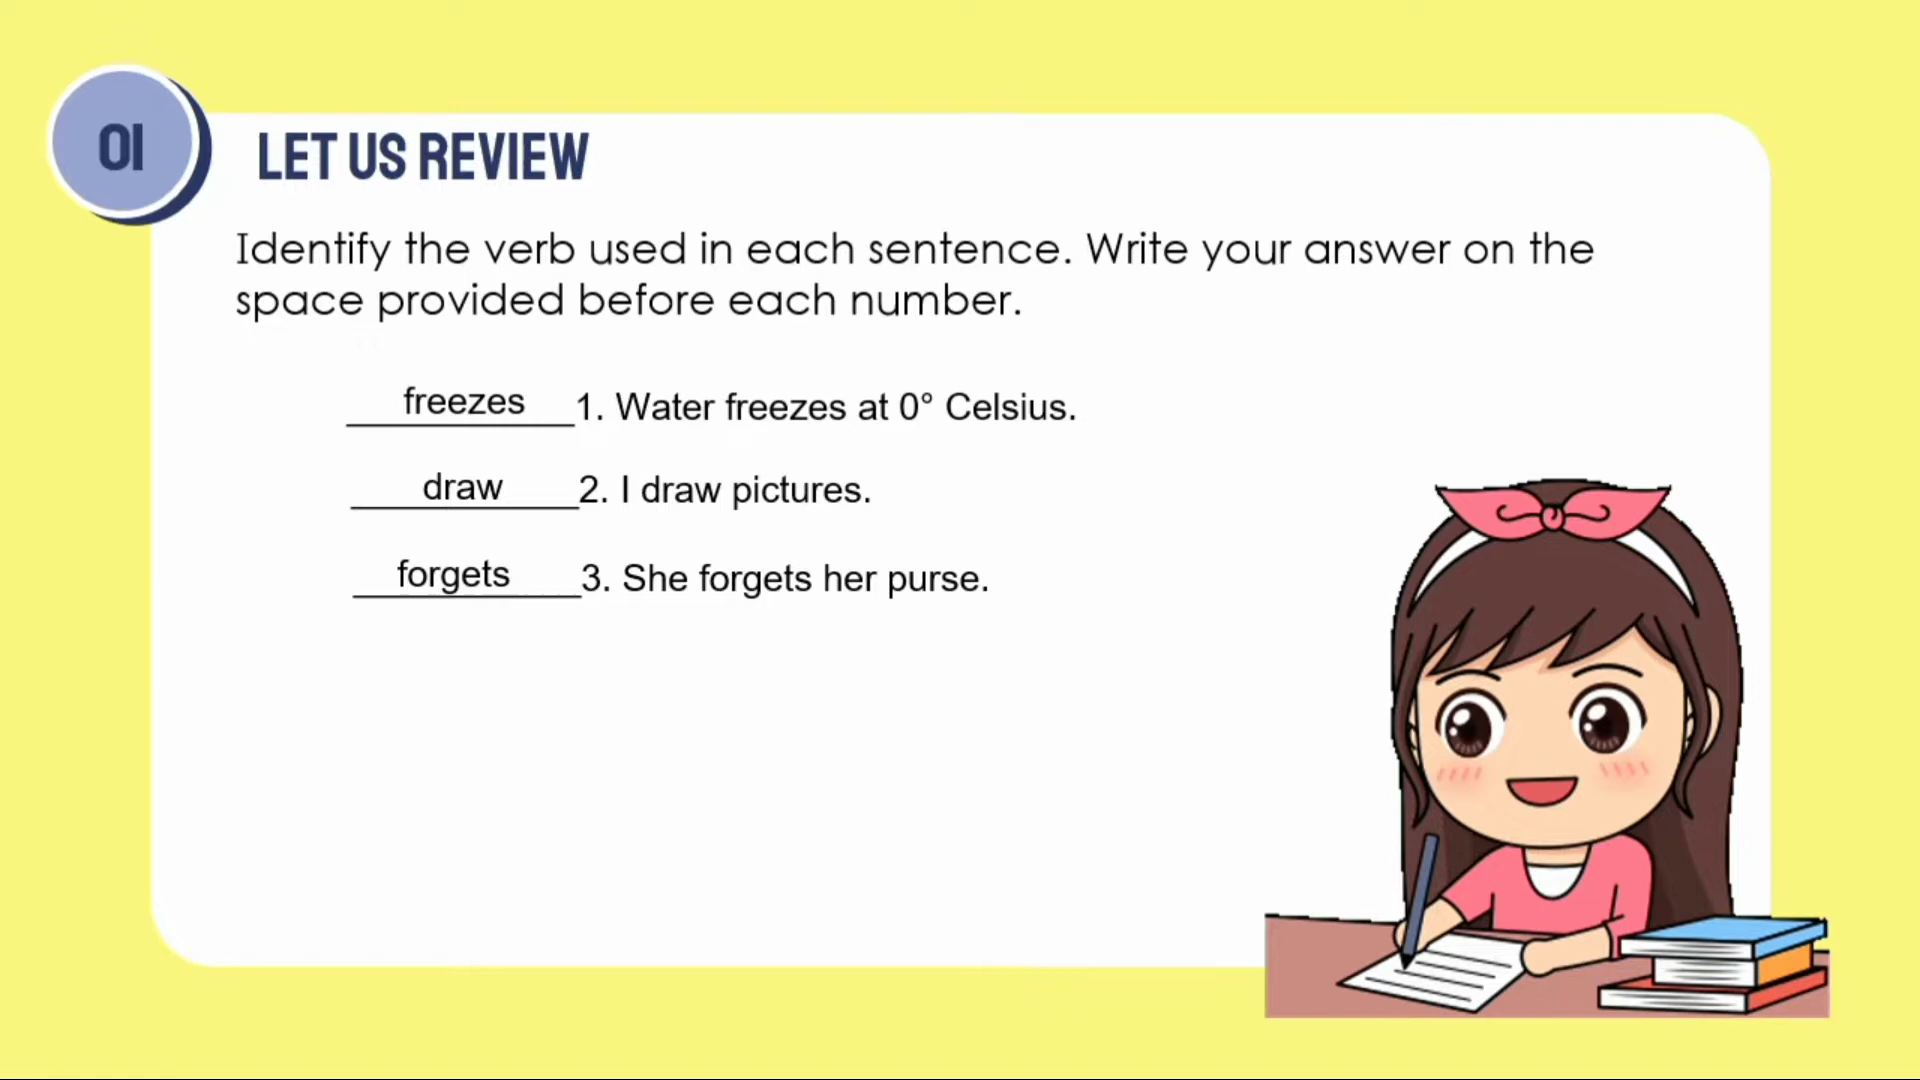 01
LET US REVIEW
Identify the verb used in each sentence. Write your answer on the
space provided before each number.
freezes 1. Water freezes at 0° Celsius.
draw 2. I draw pictures.
forgets 3. She forgets her purse.